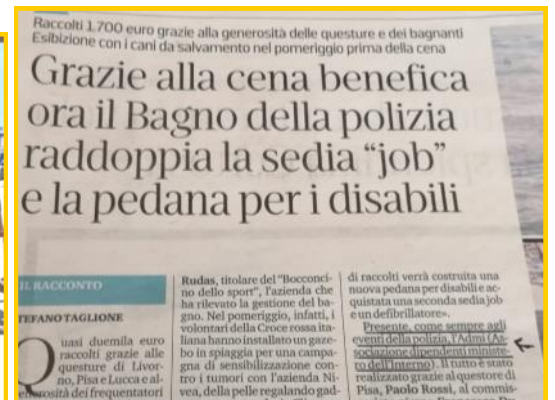 Raccolti 1.700 euro grazie alla generosità delle questure e dei bagnanti
Esibizione con i cani da salvamento nel pomeriggio prima della cena
Grazie alla cena benefica
ora il Bagno della polizia
raddoppia la sedia “job”
e la pedana per i disabili
IL RACCONTO
TEFANO TAGLIONE
Quasi duemila euro
raccolti grazie alle
questure di Livor-
no, Pisa e Lucca e al-
enerosità dei frequentatori
Rudas, titolare del "Bocconci-
no dello sport", l'azienda che
ha rilevato la gestione del ba-
gno. Nel pomeriggio, infatti, i
volontari della Croce rossa ita-
liana hanno installato un gaze-
bo in spiaggia per una campa-
gna di sensibilizzazione con-
tro i tumori con l'azienda Ni-
vea, della pelle regalando gad-
di raccolti verrà costruita una
nuova pedana per disabili e ac-
quistata una seconda sedia job
e un defibrillatore».
Presente, come sempre agli
eventi della polizia, l'Admi (As-
sociazione dipendenti ministe-
ro dell'Interno). Il tutto è stato
realizzato grazie al questore di
Pisa, Paolo Rossi, al commis-